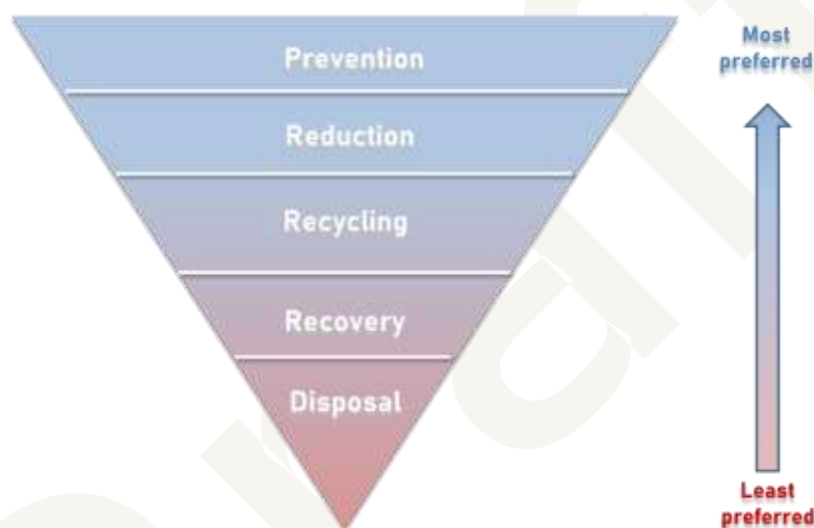 Prevention
Reduction
Recycling
Recovery
Disposal
Most
preferred
Least
preferred